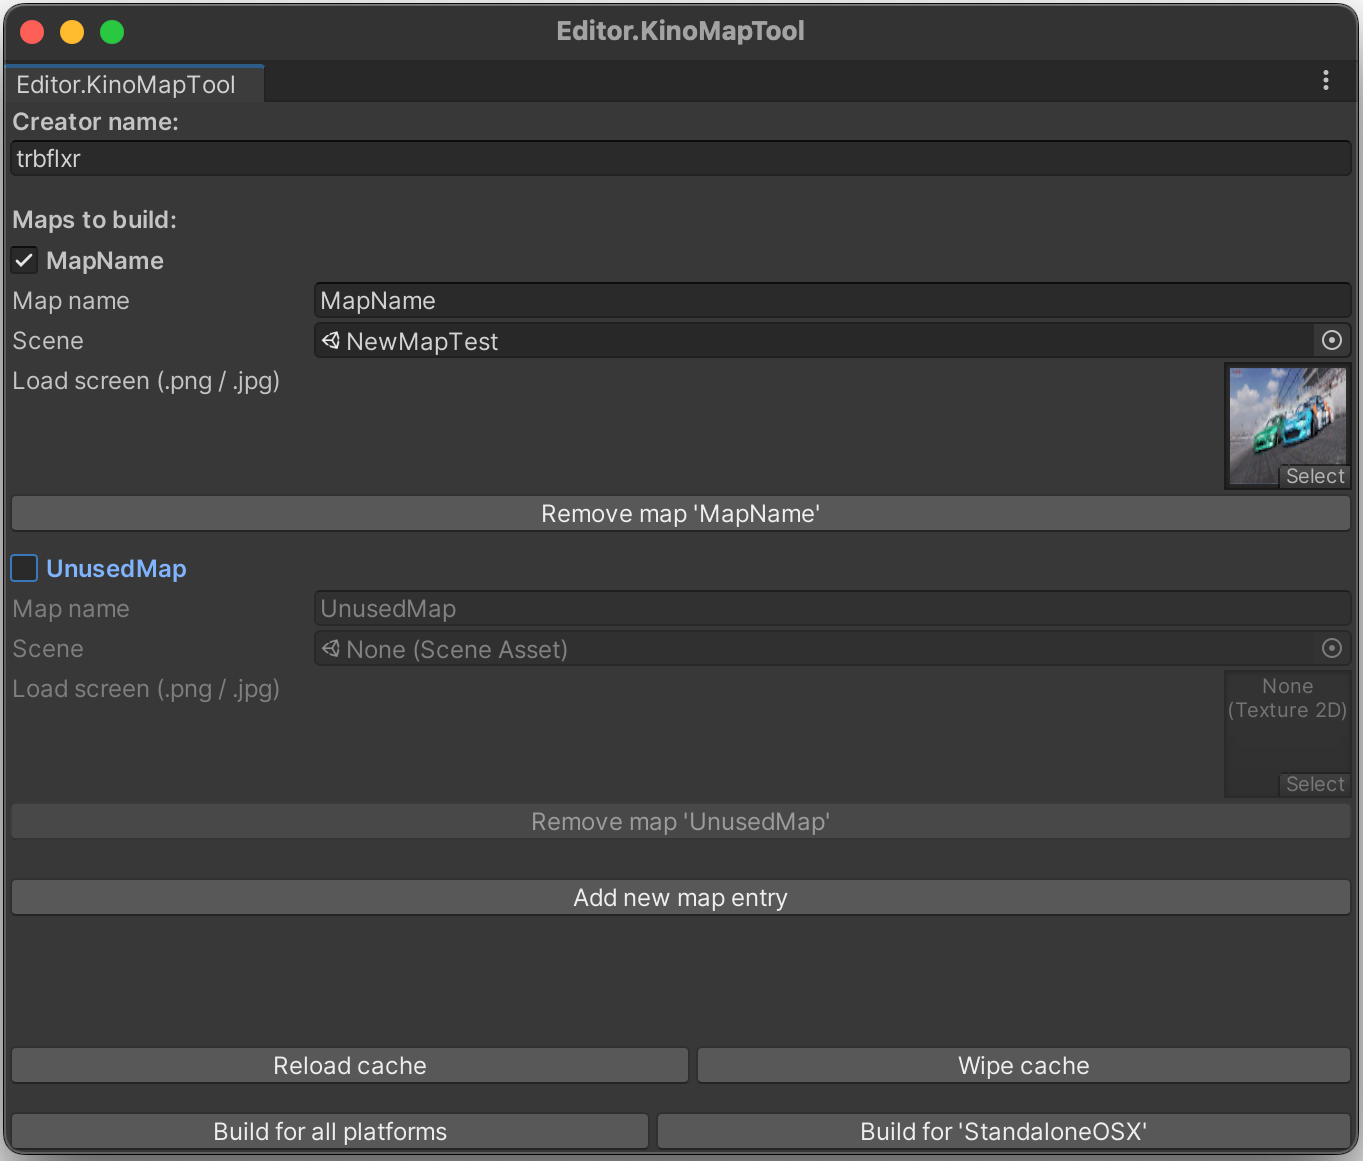 Editor.KinoMapTool
Editor.KinoMapTool
Creator name:
trbflxr
Maps to build:
MapName
Map name MapName
Scene NewMapTest
Load screen (.png / .jpg)
Select
Remove map 'MapName'
UnusedMap
Map name UnusedMap
Scene None (Scene Asset)
Load screen (.png / .jpg) None
(Texture 2D)
Select
Remove map 'UnusedMap'
Add new map entry
Reload cache Wipe cache
Build for all platforms Build for 'StandaloneOSX'